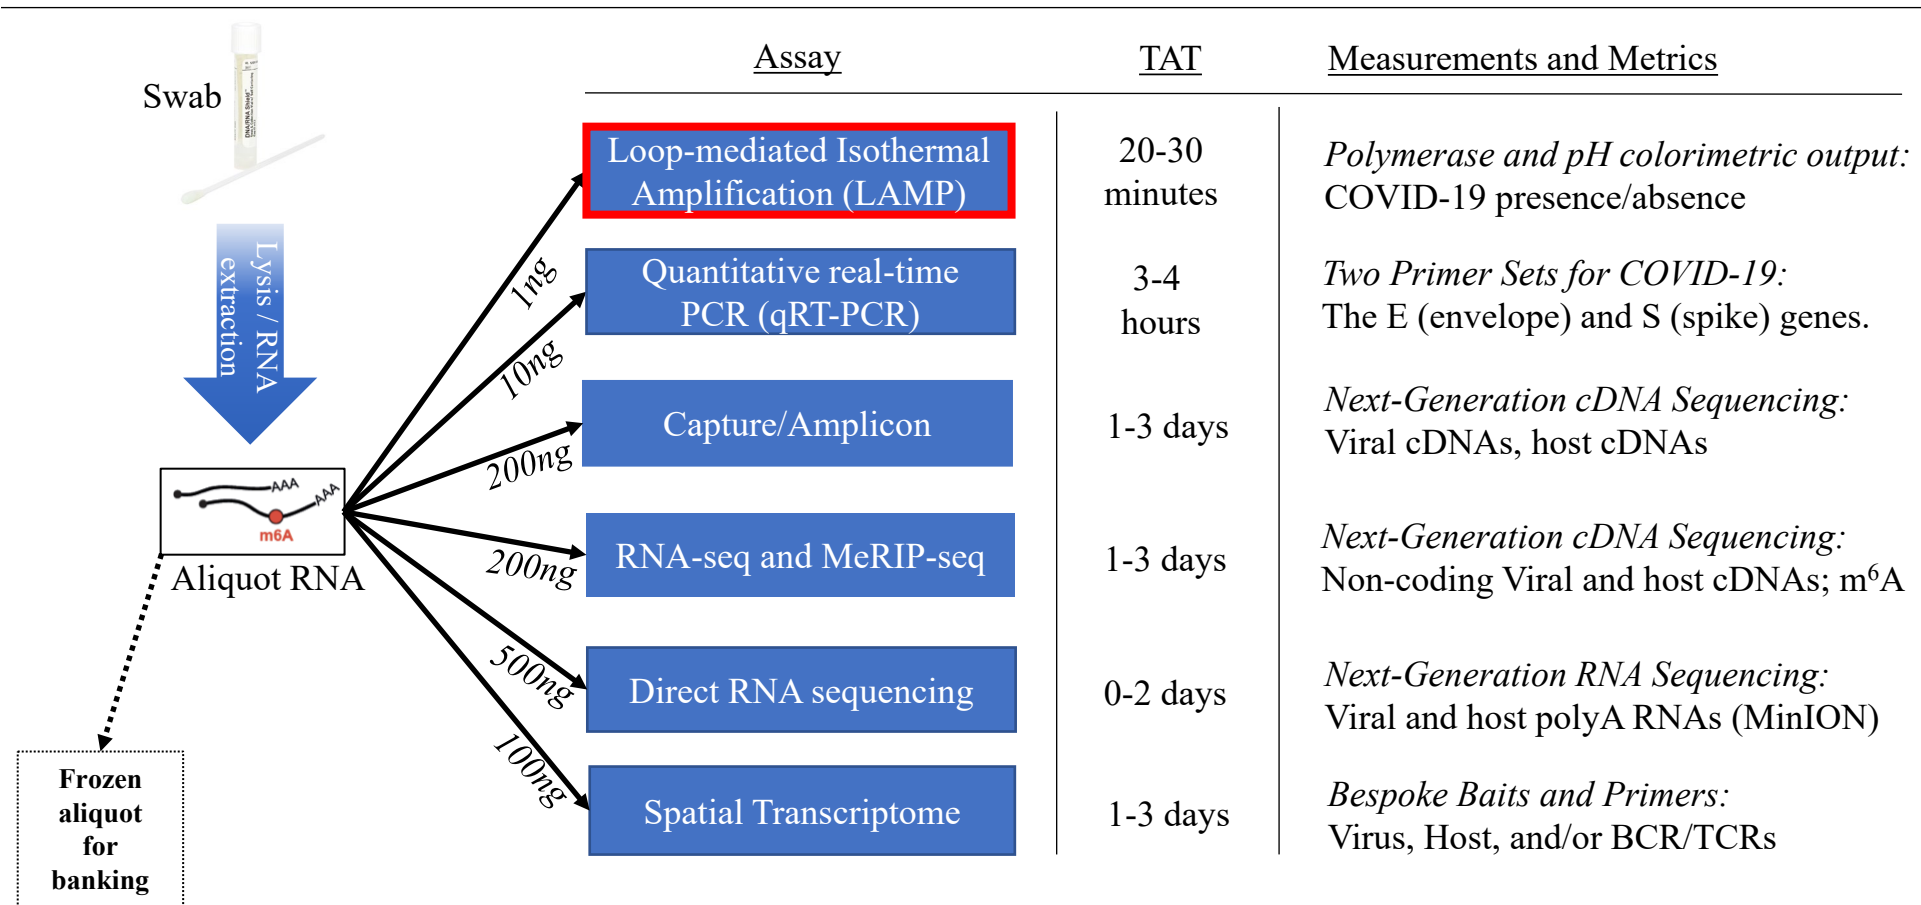 Swab
DNA/RNA Shield™
Lysis / RNA
extraction
AAA
AAA
m6A
Aliquot RNA
Frozen
aliquot
for
banking
1ng
10ng
200ng
200ng
500ng
100ng
Assay
TAT
Measurements and Metrics
Loop-mediated Isothermal
Amplification (LAMP)
20-30
minutes
Polymerase and pH colorimetric output:
COVID-19 presence/absence
Quantitative real-time
PCR (qRT-PCR)
3-4
hours
Two Primer Sets for COVID-19:
The E (envelope) and S (spike) genes.
Capture/Amplicon
1-3 days
Next-Generation cDNA Sequencing:
Viral cDNAs, host cDNAs
RNA-seq and MeRIP-seq
1-3 days
Next-Generation cDNA Sequencing:
Non-coding Viral and host cDNAs; m⁶A
Direct RNA sequencing
0-2 days
Next-Generation RNA Sequencing:
Viral and host polyA RNAs (MinION)
Spatial Transcriptome
1-3 days
Bespoke Baits and Primers:
Virus, Host, and/or BCR/TCRs